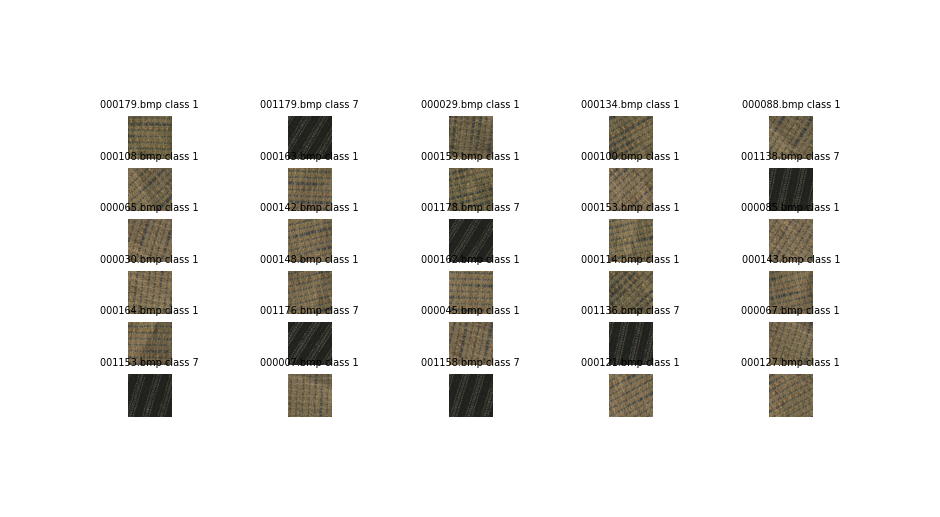 000179.bmp class 1 001179.bmp class 7 000029.bmp class 1 000134.bmp class 1 000088.bmp class 1
000108.bmp class 1 000163.bmp class 1 000159.bmp class 1 000100.bmp class 1 001138.bmp class 7
000065.bmp class 1 000142.bmp class 1 001178.bmp class 7 000153.bmp class 1 000085.bmp class 1
000030.bmp class 1 000148.bmp class 1 000162.bmp class 1 000114.bmp class 1 000143.bmp class 1
000164.bmp class 1 001176.bmp class 7 000045.bmp class 1 001136.bmp class 7 000067.bmp class 1
001153.bmp class 7 000007.bmp class 1 001158.bmp class 7 000121.bmp class 1 000127.bmp class 1